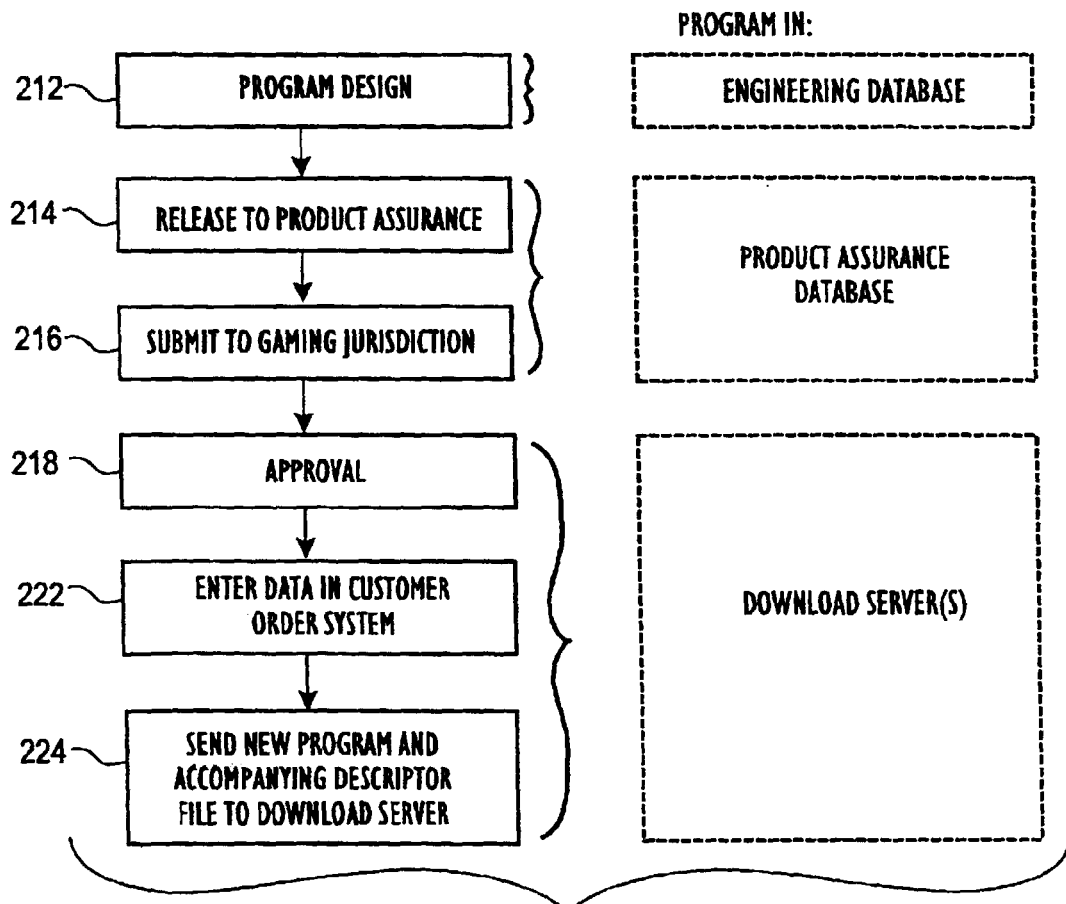 PROGRAM IN:
212
PROGRAM DESIGN
ENGINEERING DATABASE
214
RELEASE TO PRODUCT ASSURANCE
PRODUCT ASSURANCE
DATABASE
216
SUBMIT TO GAMING JURISDICTION
218
APPROVAL
222
ENTER DATA IN CUSTOMER
ORDER SYSTEM
DOWNLOAD SERVER(S)
224
SEND NEW PROGRAM AND
ACCOMPANYING DESCRIPTOR
FILE TO DOWNLOAD SERVER